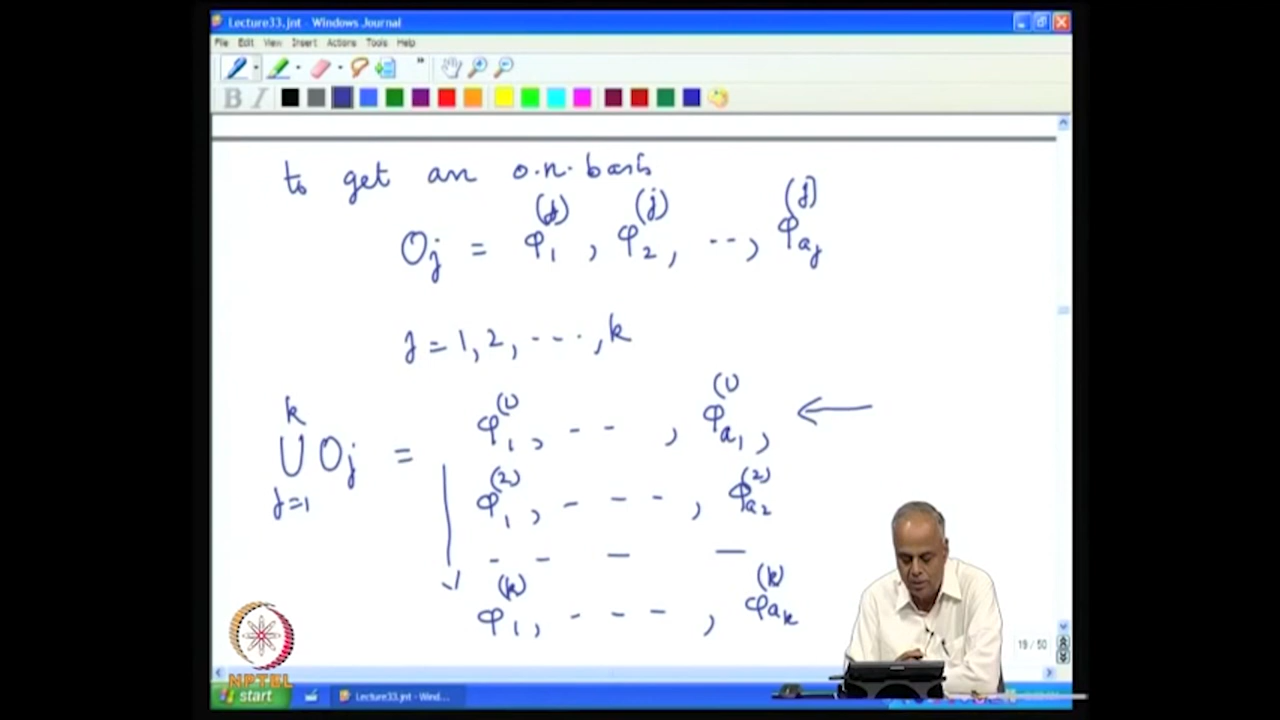 Lecture33.jnt - Windows Journal
File Edit View Insert Actions Tools Help
B I
to get an o.n. basis
O_j = φ_1^(j), φ_2^(j), --, φ_{a_j}^(j)
j = 1, 2, ---, k
⋃_{j=1}^{k} O_j = φ_1^(1), -- , φ_{a_1}^(1), ←
φ_1^(2), ---, φ_{a_2}^(2)
-- — —
φ_1^(k), ---, φ_{a_k}^(k)
19 / 50
NPTEL
start Lecture33.jnt - Wind...